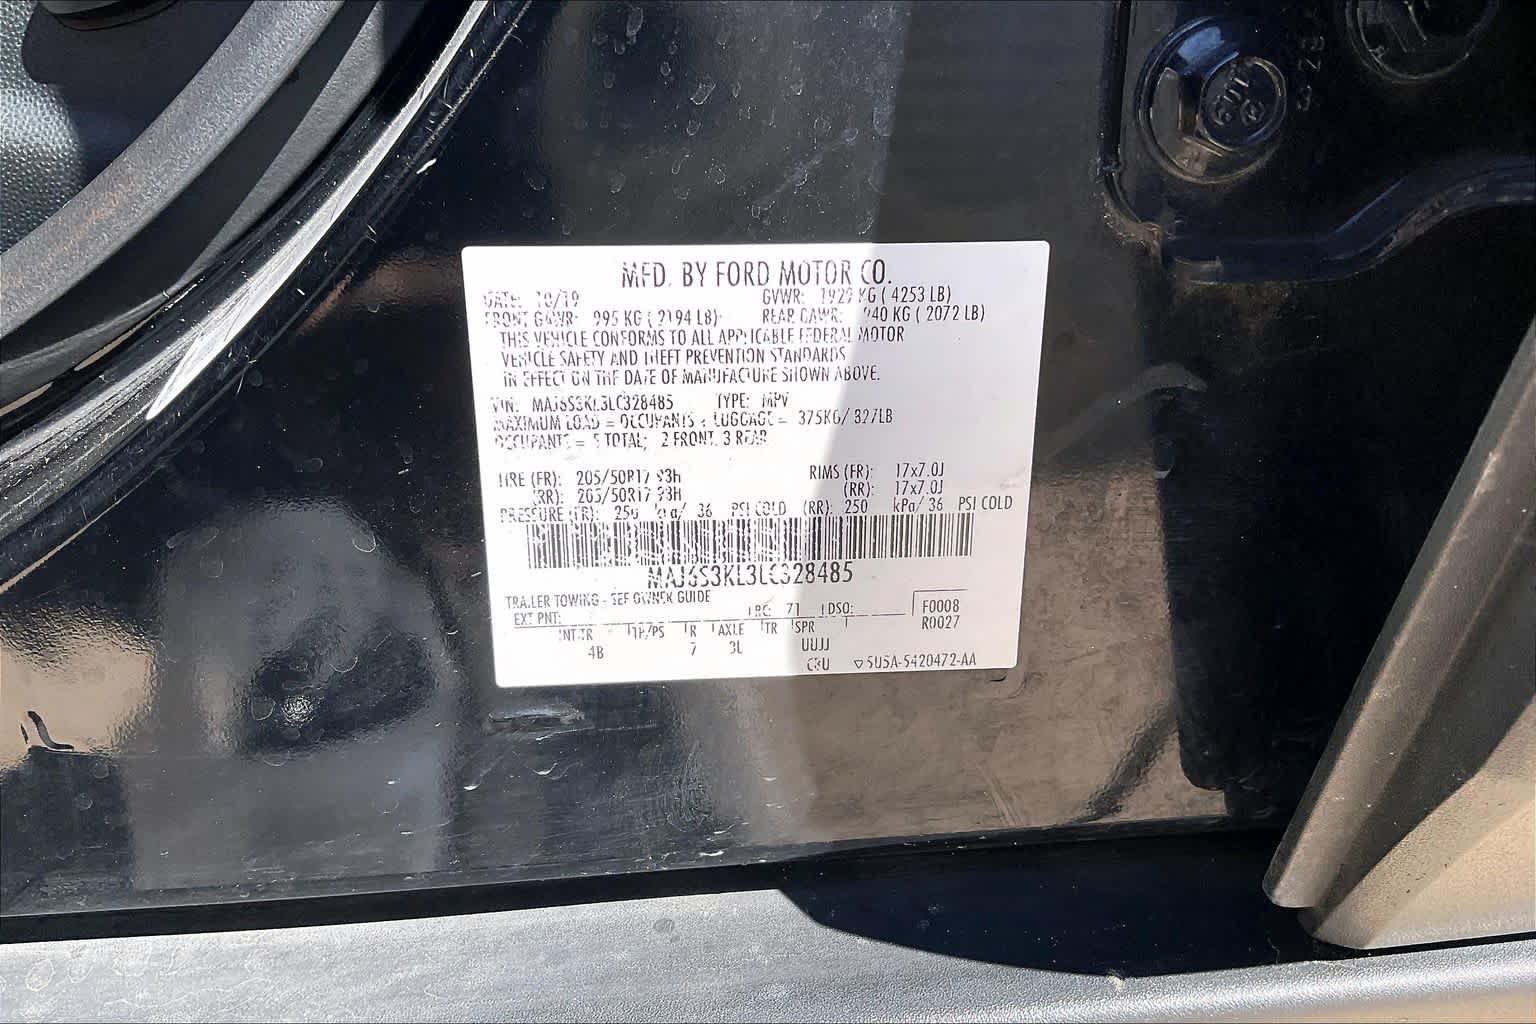 MFD. BY FORD MOTOR CO.
DATE: 10/19 GVWR: 1929 KG ( 4253 LB)
FRONT GAWR: 995 KG ( 2194 LB) REAR GAWR: 940 KG ( 2072 LB)
THIS VEHICLE CONFORMS TO ALL APPLICABLE FEDERAL MOTOR
VEHICLE SAFETY AND THEFT PREVENTION STANDARDS
IN EFFECT ON THE DATE OF MANUFACTURE SHOWN ABOVE.
VIN: MAJ6S3KL3LC328485 TYPE: MPV
MAXIMUM LOAD = OCCUPANTS + LUGGAGE = 375KG/ 827LB
OCCUPANTS = 5 TOTAL; 2 FRONT, 3 REAR
TIRE (FR): 205/50R17 93H RIMS (FR): 17x7.0J
(RR): 205/50R17 93H (RR): 17x7.0J
PRESSURE (FR): 250 kPa/ 36 PSI COLD (RR): 250 kPa/ 36 PSI COLD
MAJ6S3KL3LC328485
TRAILER TOWING - SEE OWNER GUIDE
EXT PNT: RC: 71 DSO: F0008
R0027
INT TR TP/PS R AXLE TR SPR
4B 7 3L UUJJ
▽5U5A-5420472-AA